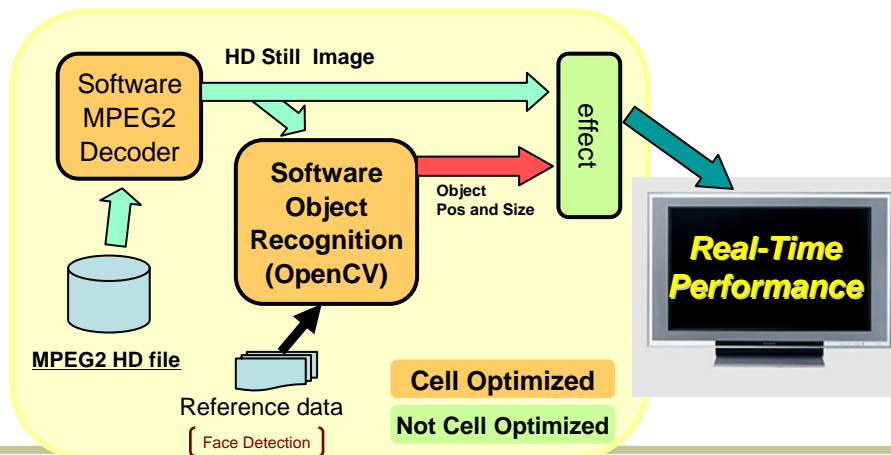 HD Still  Image
Software
MPEG2
Decoder
effect
Software
Object
Recognition
(OpenCV)
Object
Pos and Size
Real-Time
Performance
MPEG2 HD file
Reference data
[ Face Detection ]
Cell Optimized
Not Cell Optimized